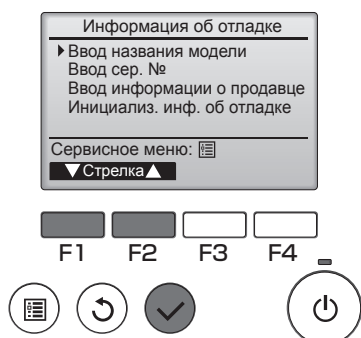 Информация об отладке
Ввод названия модели
Ввод сер. №
Ввод информации о продавце
Инициализ. инф. об отладке
Сервисное меню:
▼Стрелка▲
F1 F2 F3 F4